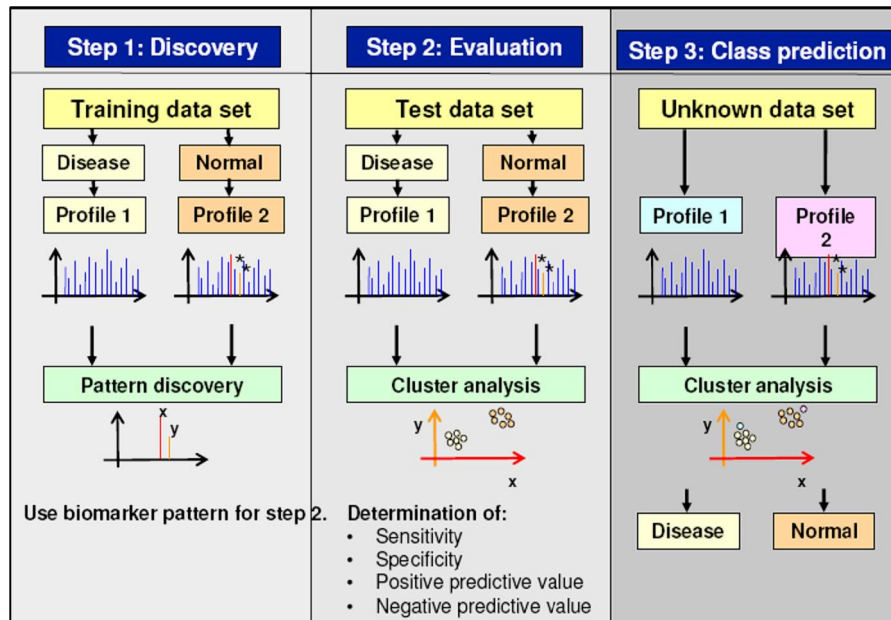 Step 1: Discovery
Training data set
Disease
Normal
Profile 1
Profile 2
*
*
Pattern discovery
x
y
Use biomarker pattern for step 2.
Step 2: Evaluation
Test data set
Disease
Normal
Profile 1
Profile 2
*
*
Cluster analysis
y
x
Determination of:
• Sensitivity
• Specificity
• Positive predictive value
• Negative predictive value
Step 3: Class prediction
Unknown data set
Profile 1
Profile
2
*
*
Cluster analysis
y
x
Disease
Normal